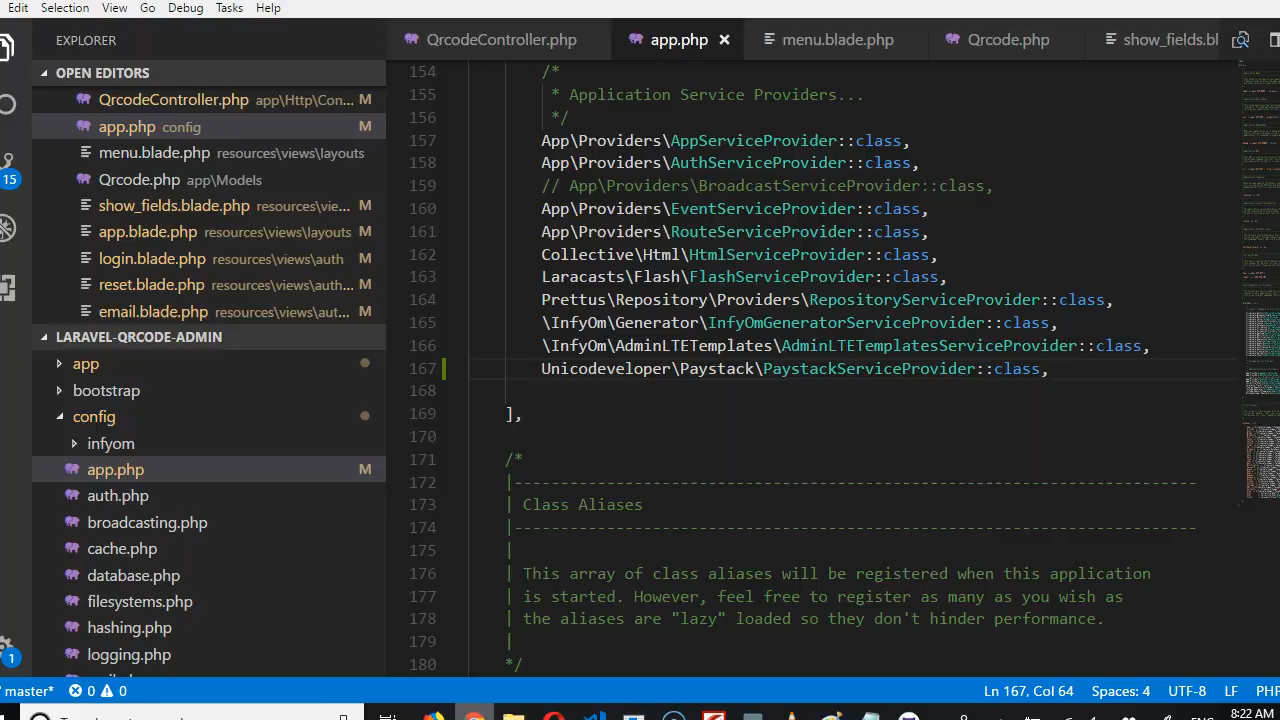 Edit Selection View Go Debug Tasks Help
EXPLORER
OPEN EDITORS
QrcodeController.php app\Http\Con... M
app.php config M
menu.blade.php resources\views\layouts
Qrcode.php app\Models
show_fields.blade.php resources\vie...
app.blade.php resources\views\layouts
login.blade.php resources\views\auth
reset.blade.php resources\views\auth...
email.blade.php resources\views\aut...
LARAVEL-QRCODE-ADMIN
app
bootstrap
config
infyom
app.php M
auth.php
broadcasting.php
cache.php
database.php
filesystems.php
hashing.php
logging.php
15
1
QrcodeController.php app.php menu.blade.php Qrcode.php show_fields.bl
154 /*
155 * Application Service Providers...
156 */
157 App\Providers\AppServiceProvider::class,
158 App\Providers\AuthServiceProvider::class,
159 // App\Providers\BroadcastServiceProvider::class,
160 App\Providers\EventServiceProvider::class,
161 App\Providers\RouteServiceProvider::class,
162 Collective\Html\HtmlServiceProvider::class,
163 Laracasts\Flash\FlashServiceProvider::class,
164 Prettus\Repository\Providers\RepositoryServiceProvider::class,
165 \InfyOm\Generator\InfyOmGeneratorServiceProvider::class,
166 \InfyOm\AdminLTETemplates\AdminLTETemplatesServiceProvider::class,
167 Unicodeveloper\Paystack\PaystackServiceProvider::class,
168
169 ],
170
171 /*
172 |--------------------------------------------------------------------------
173 | Class Aliases
174 |--------------------------------------------------------------------------
175 |
176 | This array of class aliases will be registered when this application
177 | is started. However, feel free to register as many as you wish as
178 | the aliases are "lazy" loaded so they don't hinder performance.
179 |
180 */
master* 0 0 Ln 167, Col 64 Spaces: 4 UTF-8 LF PHP
8:22 AM